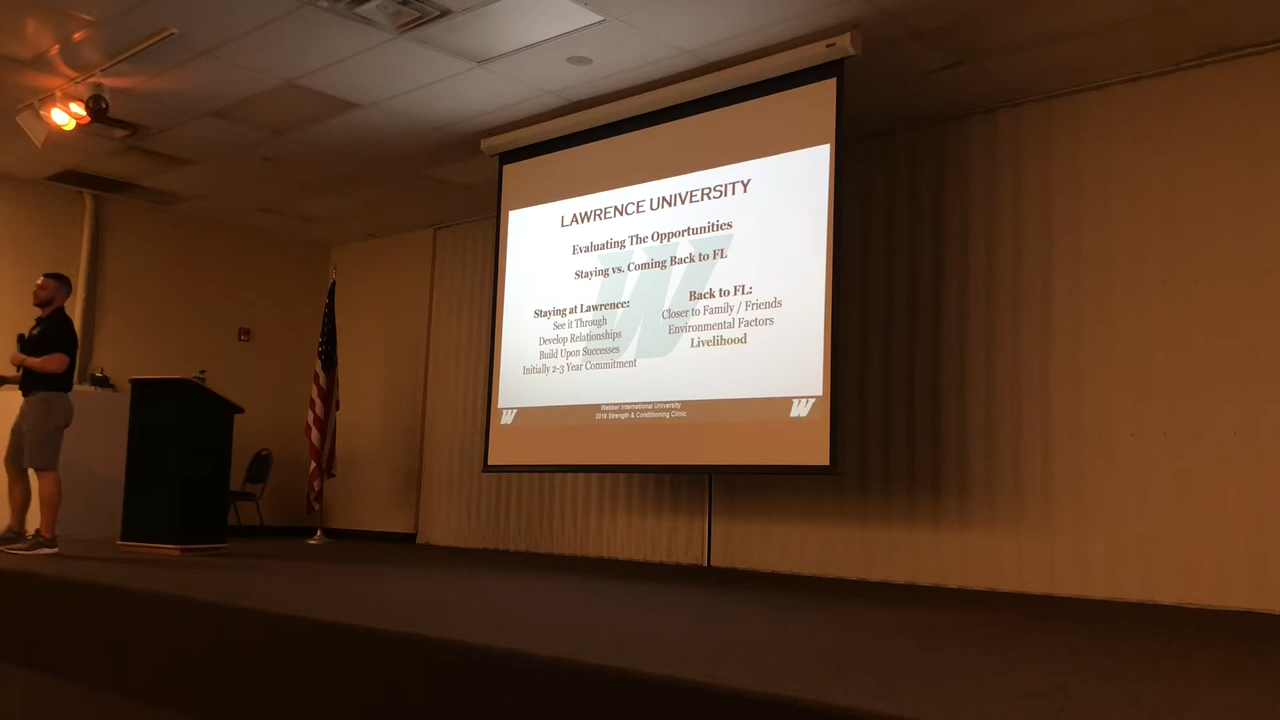 LAWRENCE UNIVERSITY
Evaluating The Opportunities
Staying vs. Coming Back to FL
Staying at Lawrence:
See it Through
Develop Relationships
Build Upon Successes
Initially 2-3 Year Commitment
Back to FL:
Closer to Family / Friends
Environmental Factors
Livelihood
W
Webber International University
2019 Strength & Conditioning Clinic
W
W